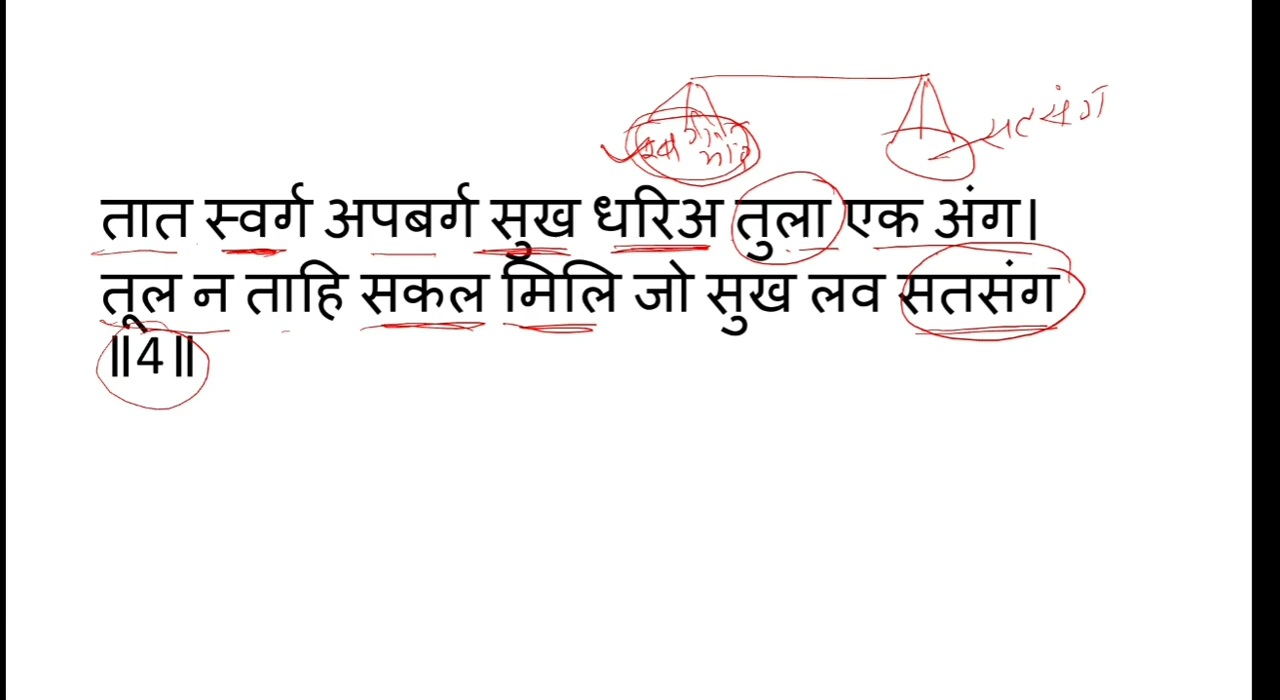 सतसंग
तात स्वर्ग अपबर्ग सुख धरिअ तुला एक अंग।
तूल न ताहि सकल मिलि जो सुख लव सतसंग
॥4॥